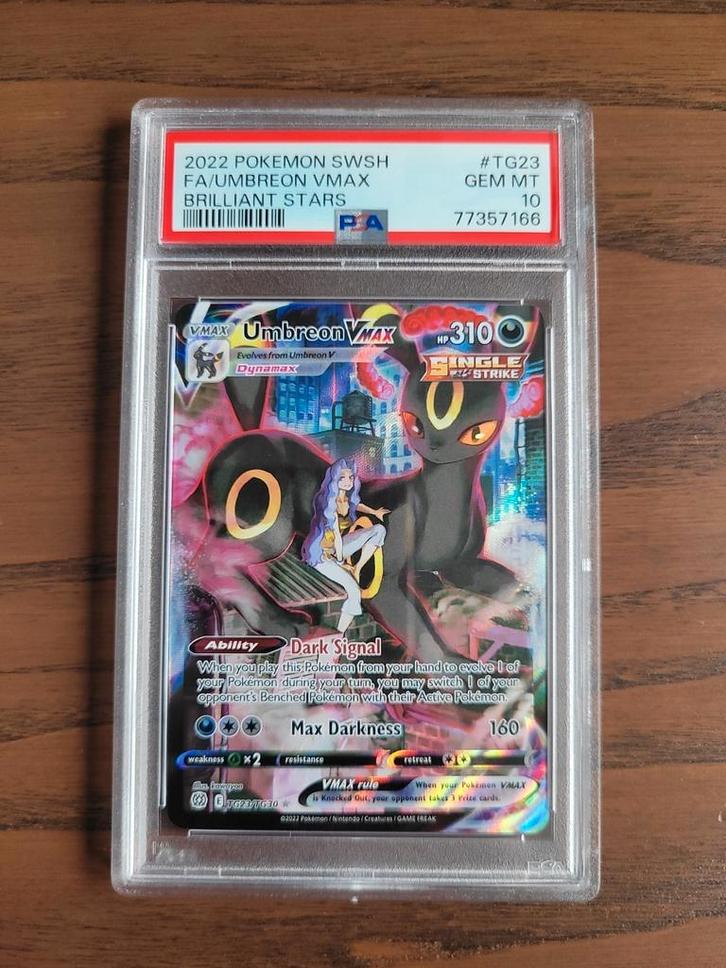 2022 POKEMON SWSH #TG23
FA/UMBREON VMAX GEM MT
BRILLIANT STARS 10
PSA 77357166
VMAX Umbreon VMAX HP 310
Evolves from Umbreon V
Dynamax
SINGLE
STRIKE
Ability Dark Signal
When you play this Pokémon from your hand to evolve 1 of
your Pokémon during your turn, you may switch 1 of your
opponent's Benched Pokémon with their Active Pokémon.
Max Darkness 160
weakness ×2 resistance retreat
VMAX rule When your Pokémon VMAX
is Knocked Out, your opponent takes 3 Prize cards.
Illus. kawayoo
E TG23/TG30
©2022 Pokémon / Nintendo / Creatures / GAME FREAK